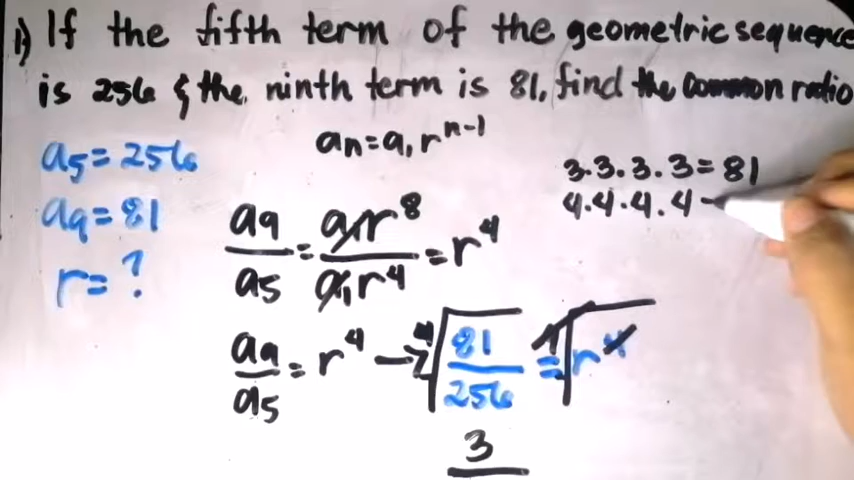 1.) If the fifth term of the geometric sequence
is 256 & the ninth term is 81, find the common ratio
a5 = 256
a9 = 81
r = ?
an = a1 r^n-1
3.3.3.3 = 81
4.4.4.4 -
a9/a5 = a1r^8/a1r^4 = r^4
a9/a5 = r^4 → 4√81/256 = 4√r^4
3